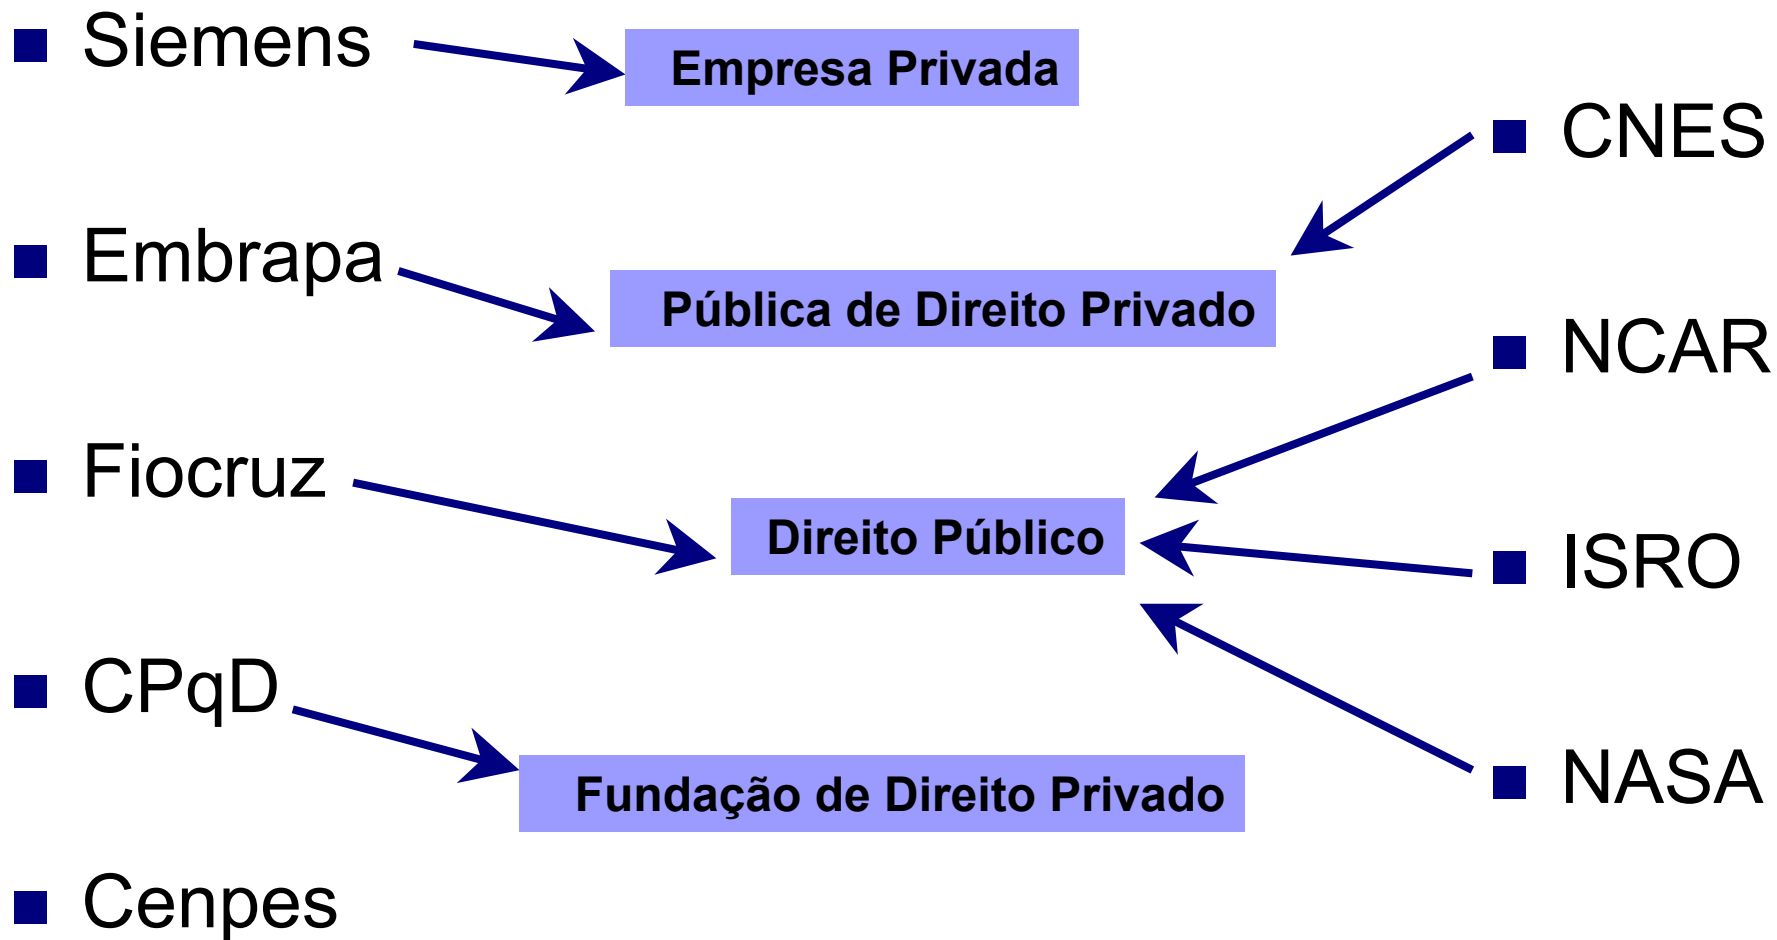 Siemens
Empresa Privada
CNES
Embrapa
Pública de Direito Privado
NCAR
Fiocruz
Direito Público
ISRO
CPqD
Fundação de Direito Privado
NASA
Cenpes